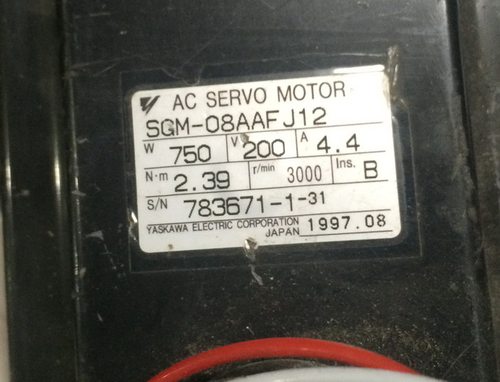 AC SERVO MOTOR
SGM-08AAFJ12
W 750 V 200 A 4.4
N·m 2.39 r/min 3000 Ins. B
S/N 783671-1-31
YASKAWA ELECTRIC CORPORATION
JAPAN 1997.08